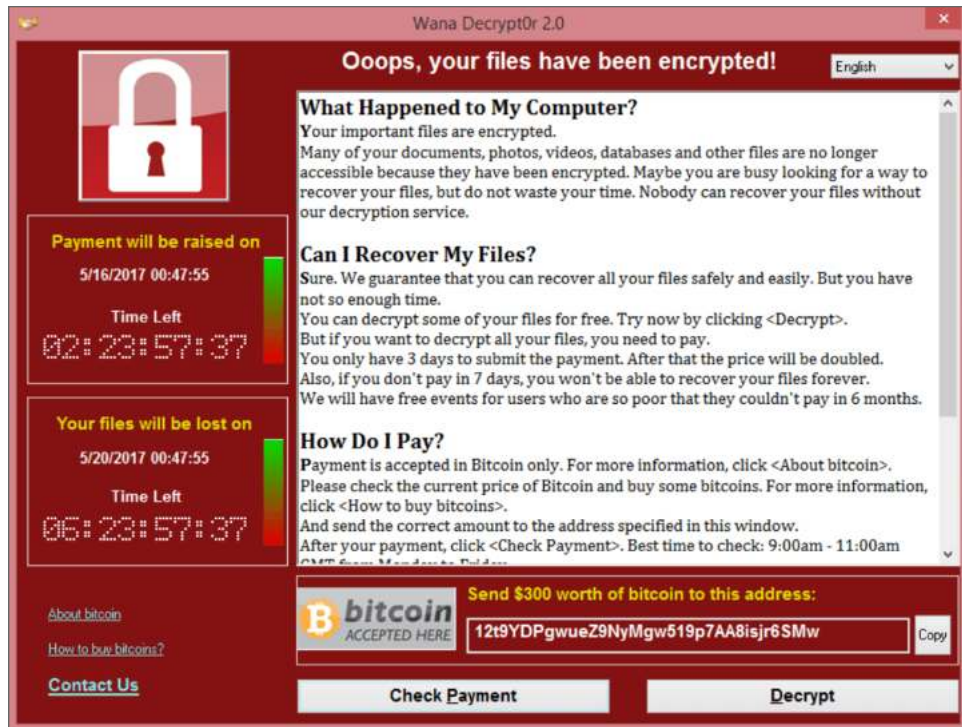 Wana Decrypt0r 2.0
Ooops, your files have been encrypted!
English
What Happened to My Computer?
Your important files are encrypted.
Many of your documents, photos, videos, databases and other files are no longer
accessible because they have been encrypted. Maybe you are busy looking for a way to
recover your files, but do not waste your time. Nobody can recover your files without
our decryption service.
Can I Recover My Files?
Sure. We guarantee that you can recover all your files safely and easily. But you have
not so enough time.
You can decrypt some of your files for free. Try now by clicking <Decrypt>.
But if you want to decrypt all your files, you need to pay.
You only have 3 days to submit the payment. After that the price will be doubled.
Also, if you don't pay in 7 days, you won't be able to recover your files forever.
We will have free events for users who are so poor that they couldn't pay in 6 months.
How Do I Pay?
Payment is accepted in Bitcoin only. For more information, click <About bitcoin>.
Please check the current price of Bitcoin and buy some bitcoins. For more information,
click <How to buy bitcoins>.
And send the correct amount to the address specified in this window.
After your payment, click <Check Payment>. Best time to check: 9:00am - 11:00am
GMT from Monday to Friday.
Payment will be raised on
5/16/2017 00:47:55
Time Left
02:23:57:37
Your files will be lost on
5/20/2017 00:47:55
Time Left
06:23:57:37
About bitcoin
How to buy bitcoins?
Contact Us
bitcoin
ACCEPTED HERE
Send $300 worth of bitcoin to this address:
12t9YDPgwueZ9NyMgw519p7AA8isjr6SMw
Copy
Check Payment
Decrypt